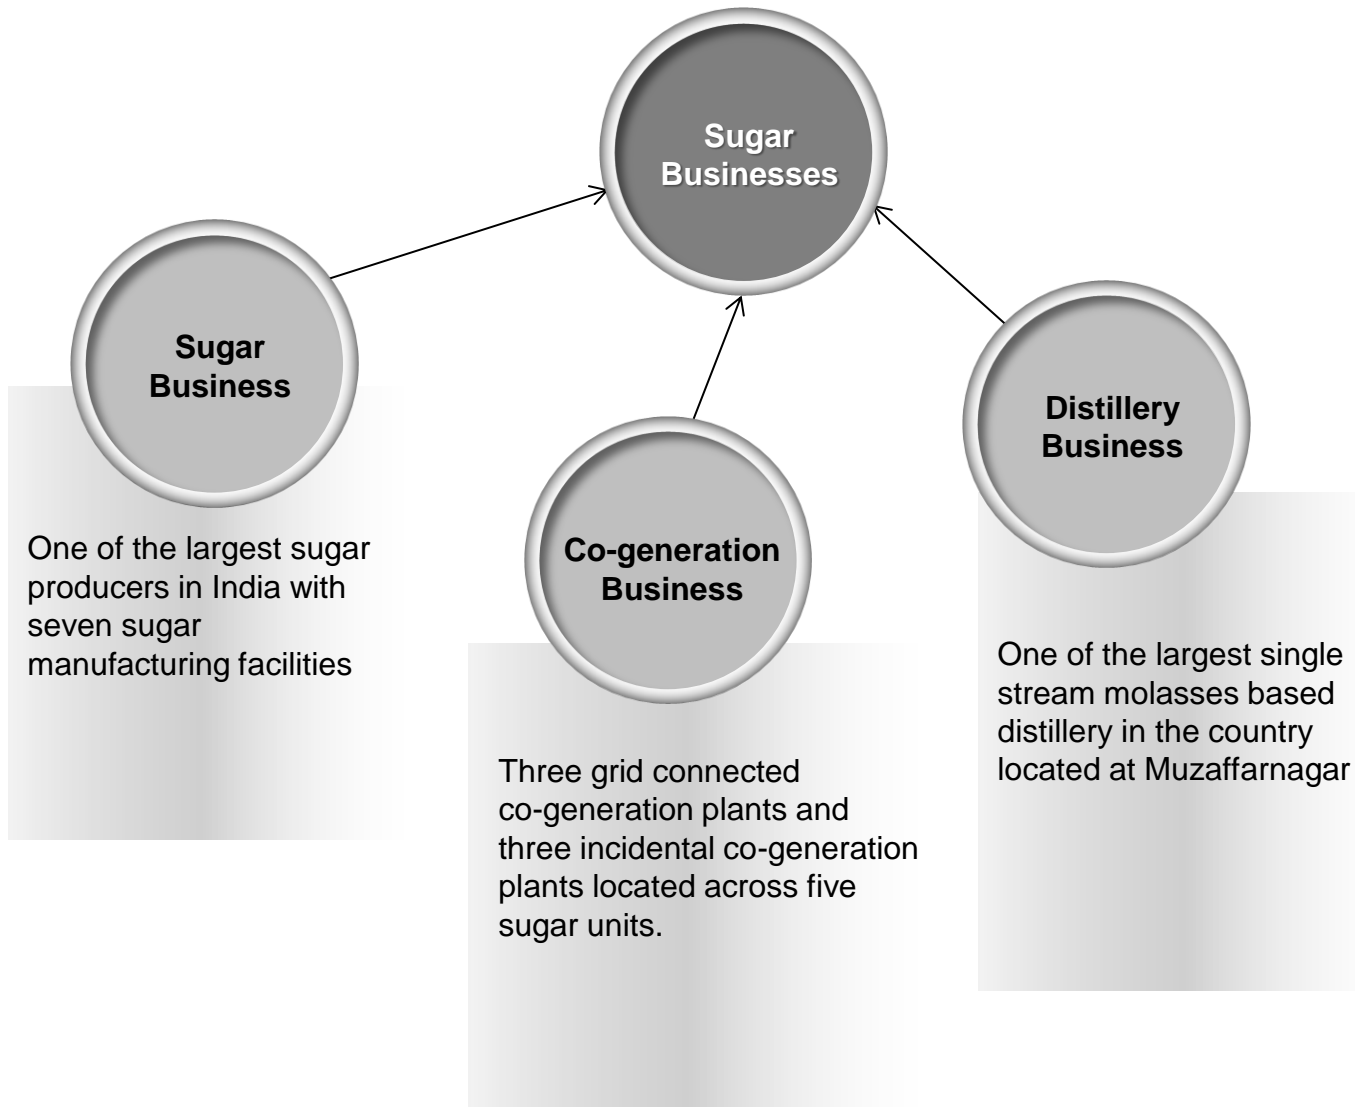 Sugar
Businesses
Sugar
Business
One of the largest sugar
producers in India with
seven sugar
manufacturing facilities
Co-generation
Business
Three grid connected
co-generation plants and
three incidental co-generation
plants located across five
sugar units.
Distillery
Business
One of the largest single
stream molasses based
distillery in the country
located at Muzaffarnagar